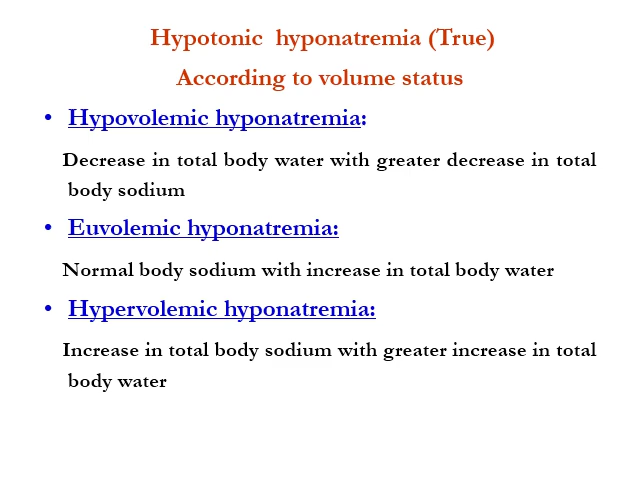 Hypotonic hyponatremia (True)
According to volume status
• Hypovolemic hyponatremia:
Decrease in total body water with greater decrease in total
body sodium
• Euvolemic hyponatremia:
Normal body sodium with increase in total body water
• Hypervolemic hyponatremia:
Increase in total body sodium with greater increase in total
body water